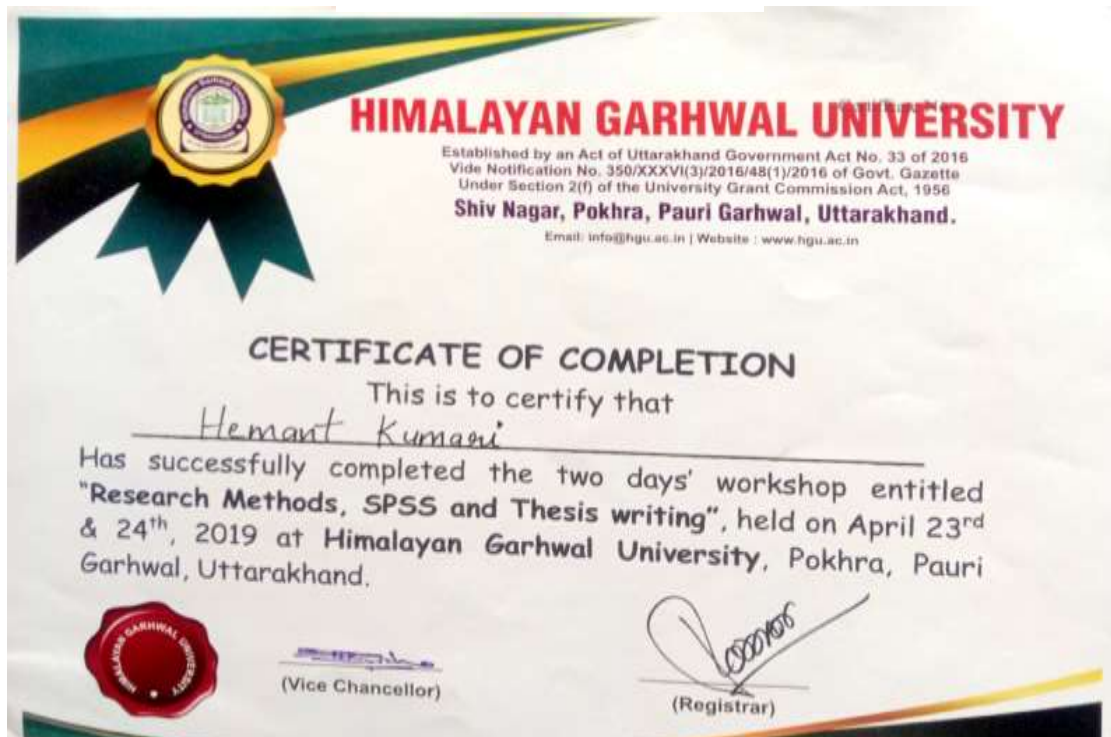 HIMALAYAN GARHWAL UNIVERSITY
Established by an Act of Uttarakhand Government Act No. 33 of 2016
Vide Notification No. 350/XXXVI(3)/2016/48(1)/2016 of Govt. Gazette
Under Section 2(f) of the University Grant Commission Act, 1956
Shiv Nagar, Pokhra, Pauri Garhwal, Uttarakhand.
Email: info@hgu.ac.in | Website : www.hgu.ac.in
CERTIFICATE OF COMPLETION
This is to certify that
Hemant Kumari
Has successfully completed the two days' workshop entitled
"Research Methods, SPSS and Thesis writing", held on April 23rd
& 24th, 2019 at Himalayan Garhwal University, Pokhra, Pauri
Garhwal, Uttarakhand.
HIMALAYAN GARHWAL UNIVERSITY
(Vice Chancellor)
(Registrar)